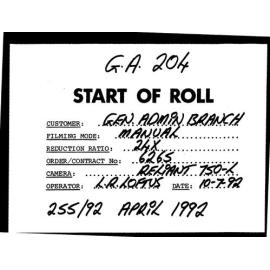 G.A. 204
START OF ROLL
CUSTOMER: GEN. ADMIN. BRANCH
FILMING MODE: MANUAL
REDUCTION RATIO: 24X
ORDER/CONTRACT No: 6265
CAMERA: RELIANT 750-L
OPERATOR: L.R. LOFTUS DATE: 10-7-92
255/92 APRIL 1992